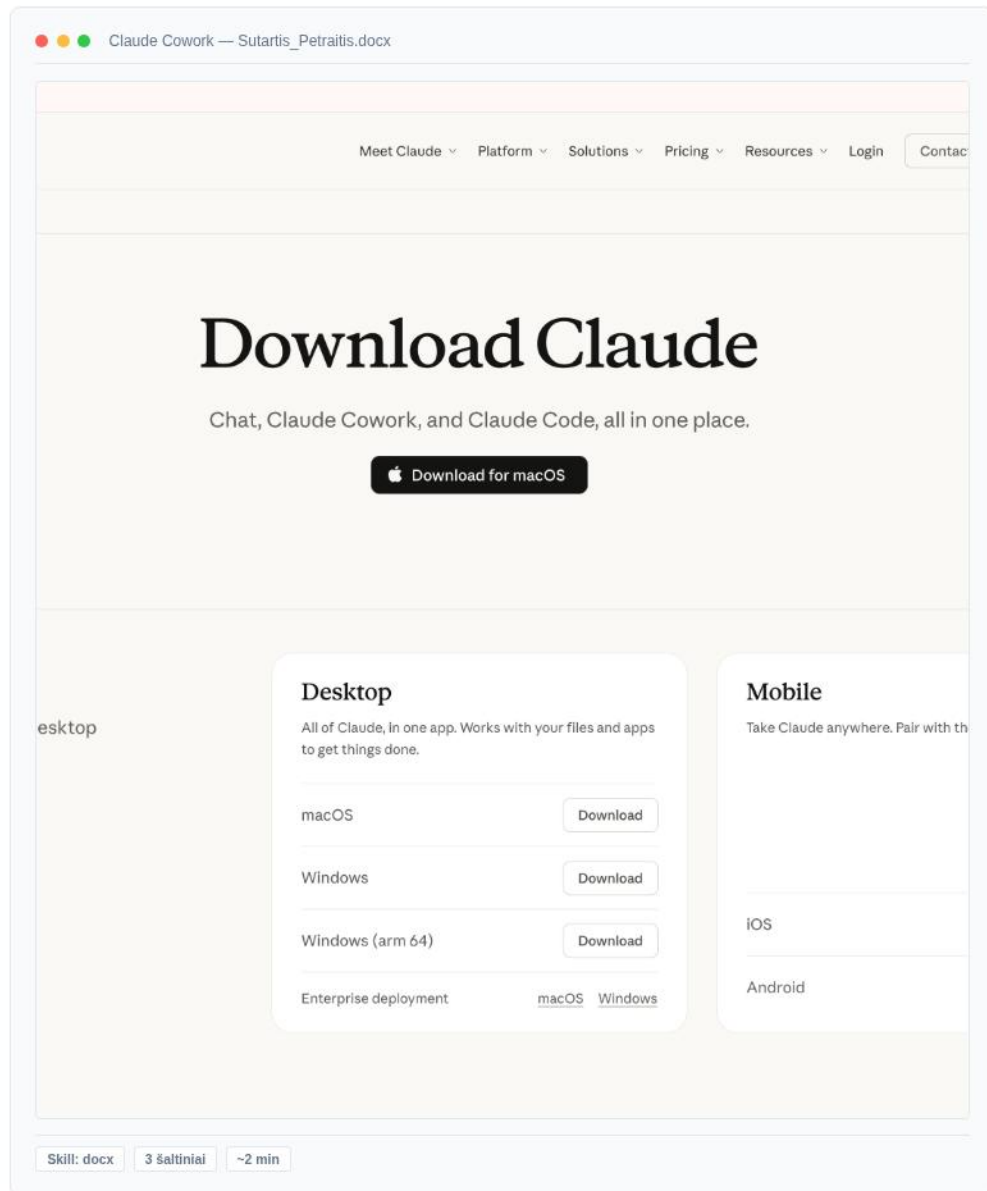 Claude Cowork — Sutartis_Petraitis.docx
Meet Claude Platform Solutions Pricing Resources Login Contac
Download Claude
Chat, Claude Cowork, and Claude Code, all in one place.
Download for macOS
esktop
Desktop
All of Claude, in one app. Works with your files and apps
to get things done.
macOS Download
Windows Download
Windows (arm 64) Download
Enterprise deployment macOS Windows
Mobile
Take Claude anywhere. Pair with th
iOS
Android
Skill: docx 3 šaltiniai ~2 min